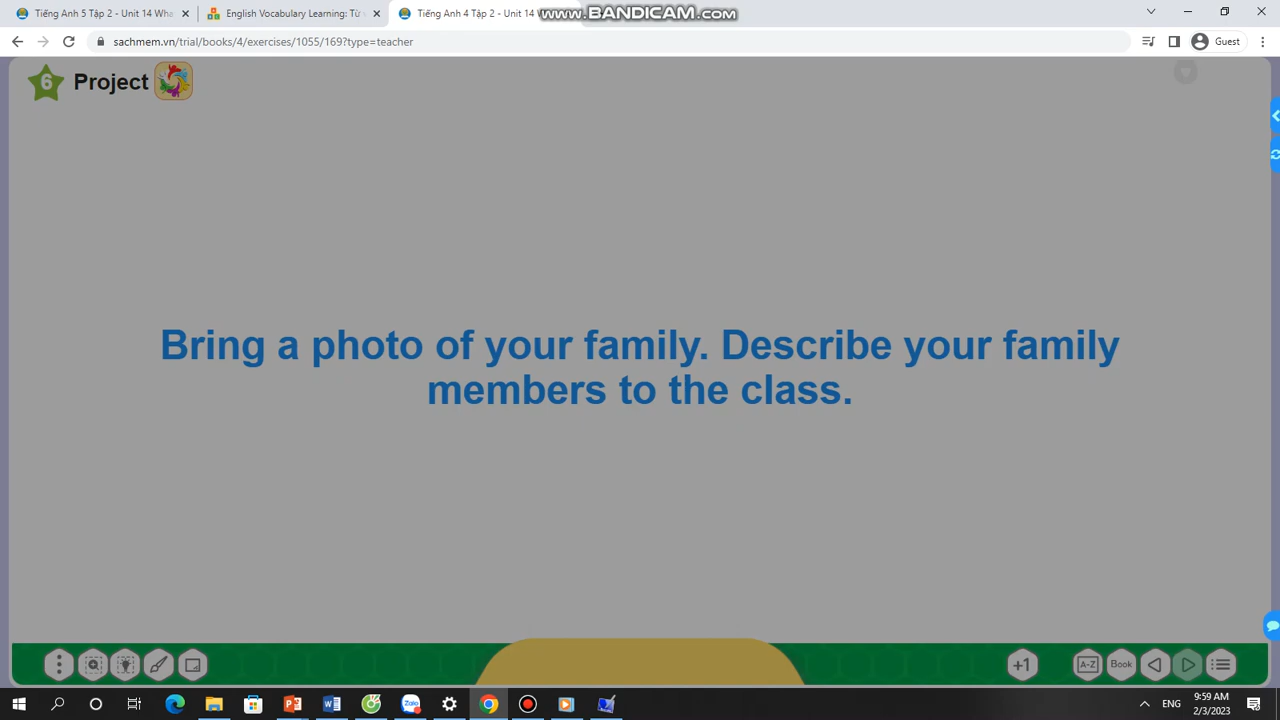 Tiếng Anh 5 Tập 2 - Unit 14 Wha
English Vocabulary Learning: Từ
Tiếng Anh 4 Tập 2 - Unit 14
www.BANDICAM.com
sachmem.vn/trial/books/4/exercises/1055/169?type=teacher
Guest
6
Project
Bring a photo of your family. Describe your family
members to the class.
+1
A-Z
Book
Zalo
ENG
9:59 AM
2/3/2023